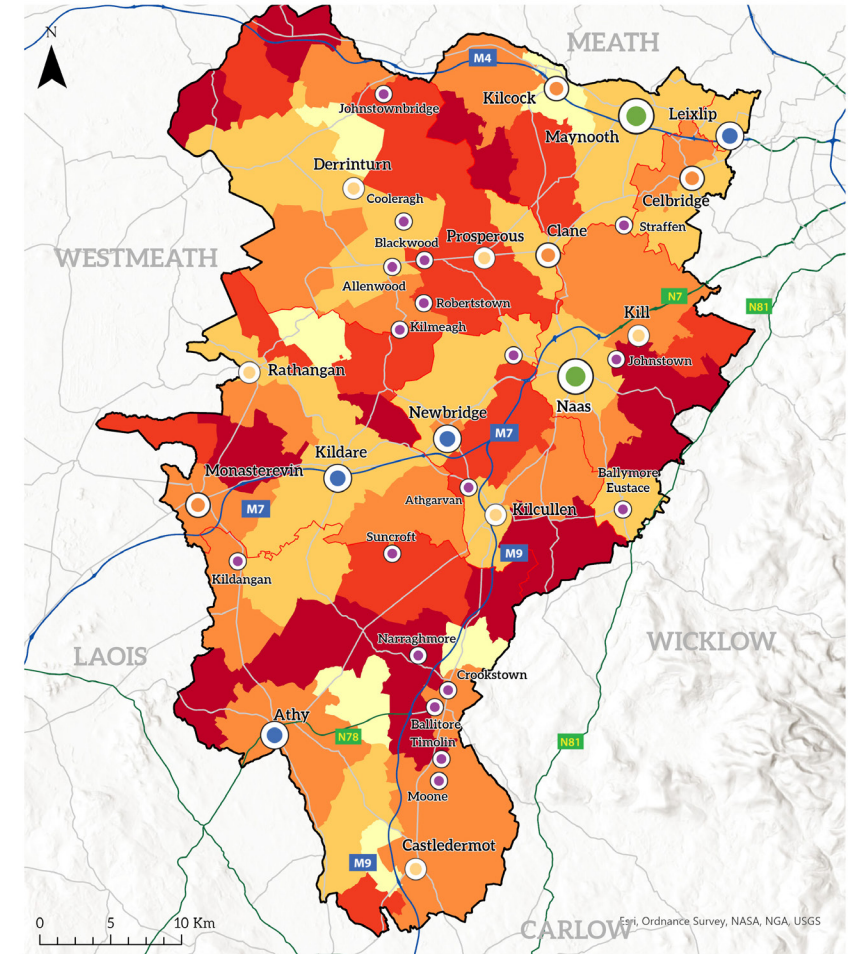 N
MEATH
M4
Kilcock
Johnstownbridge
Maynooth
Leixlip
Derrinturn
Celbridge
Cooleragh
Straffen
Clane
Prosperous
Blackwood
WESTMEATH
Allenwood
N7
N81
Robertstown
Kill
Kilmeagh
Johnstown
Rathangan
Naas
Newbridge
M7
Kildare
Monasterevin
Ballymore
Eustace
Athgarvan
M7
Kilcullen
Suncroft
M9
Kildangan
Narraghmore
WICKLOW
LAOIS
Crookstown
Athy
Ballitore
N78
Timolin
N81
Moone
Castledermot
M9
0 5 10 Km
Esri, Ordnance Survey, NASA, NGA, USGS
CARLOW